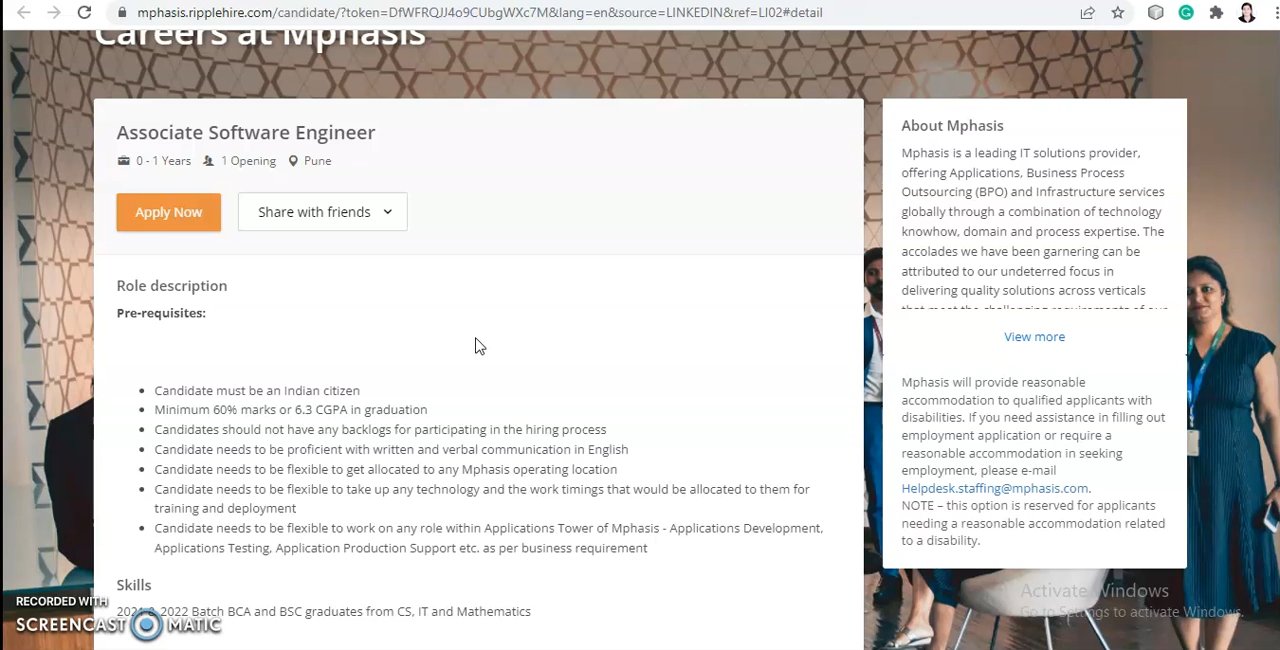 mphasis.ripplehire.com/candidate/?token=DfWFRQJJ4o9CUbgWXc7M&lang=en&source=LINKEDIN&ref=LI02#detail
Careers at Mphasis
Associate Software Engineer
0 - 1 Years 1 Opening Pune
Apply Now Share with friends
Role description
Pre-requisites:
• Candidate must be an Indian citizen
• Minimum 60% marks or 6.3 CGPA in graduation
• Candidates should not have any backlogs for participating in the hiring process
• Candidate needs to be proficient with written and verbal communication in English
• Candidate needs to be flexible to get allocated to any Mphasis operating location
• Candidate needs to be flexible to take up any technology and the work timings that would be allocated to them for
training and deployment
• Candidate needs to be flexible to work on any role within Applications Tower of Mphasis - Applications Development,
Applications Testing, Application Production Support etc. as per business requirement
Skills
2022 Batch BCA and BSC graduates from CS, IT and Mathematics
About Mphasis
Mphasis is a leading IT solutions provider,
offering Applications, Business Process
Outsourcing (BPO) and Infrastructure services
globally through a combination of technology
knowhow, domain and process expertise. The
accolades we have been garnering can be
attributed to our undeterred focus in
delivering quality solutions across verticals
that meet the challenging requirements of our
View more
Mphasis will provide reasonable
accommodation to qualified applicants with
disabilities. If you need assistance in filling out
employment application or require a
reasonable accommodation in seeking
employment, please e-mail
Helpdesk.staffing@mphasis.com.
NOTE – this option is reserved for applicants
needing a reasonable accommodation related
to a disability.
Activate Windows
Go to Settings to activate Windows.
RECORDED WITH
SCREENCAST MATIC